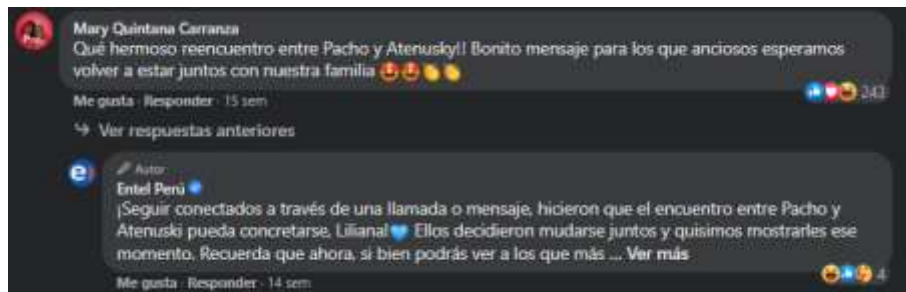 Mary Quintana Carranza
Qué hermoso reencuentro entre Pacho y Atenusky!! Bonito mensaje para los que anciosos esperamos
volver a estar juntos con nuestra familia 🤩🤩👏👏
Me gusta · Responder · 15 sem
243
Ver respuestas anteriores
Autor
Entel Perú
¡Seguir conectados a través de una llamada o mensaje, hicieron que el encuentro entre Pacho y
Atenuski pueda concretarse, Liliana!💙 Ellos decidieron mudarse juntos y quisimos mostrarles ese
momento. Recuerda que ahora, si bien podrás ver a los que más ... Ver más
Me gusta · Responder · 14 sem
4